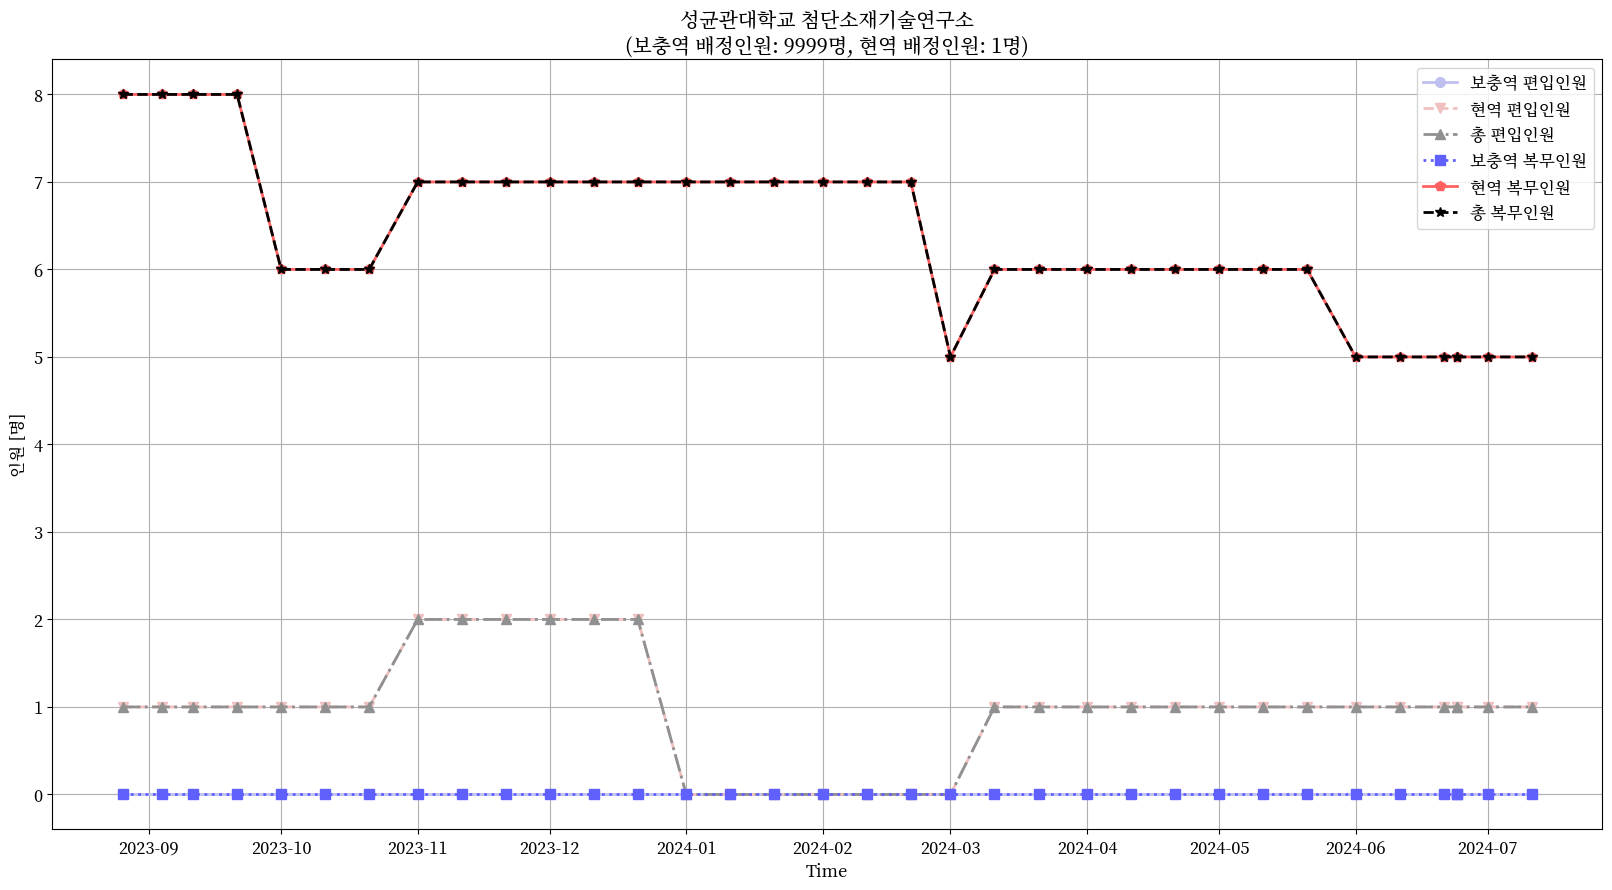 성균관대학교 첨단소재기술연구소
(보충역 배정인원: 9999명, 현역 배정인원: 1명)
보충역 편입인원
현역 편입인원
총 편입인원
보충역 복무인원
현역 복무인원
총 복무인원
인원 [명]
8
7
6
5
4
3
2
1
0
2023-09
2023-10
2023-11
2023-12
2024-01
2024-02
2024-03
2024-04
2024-05
2024-06
2024-07
Time